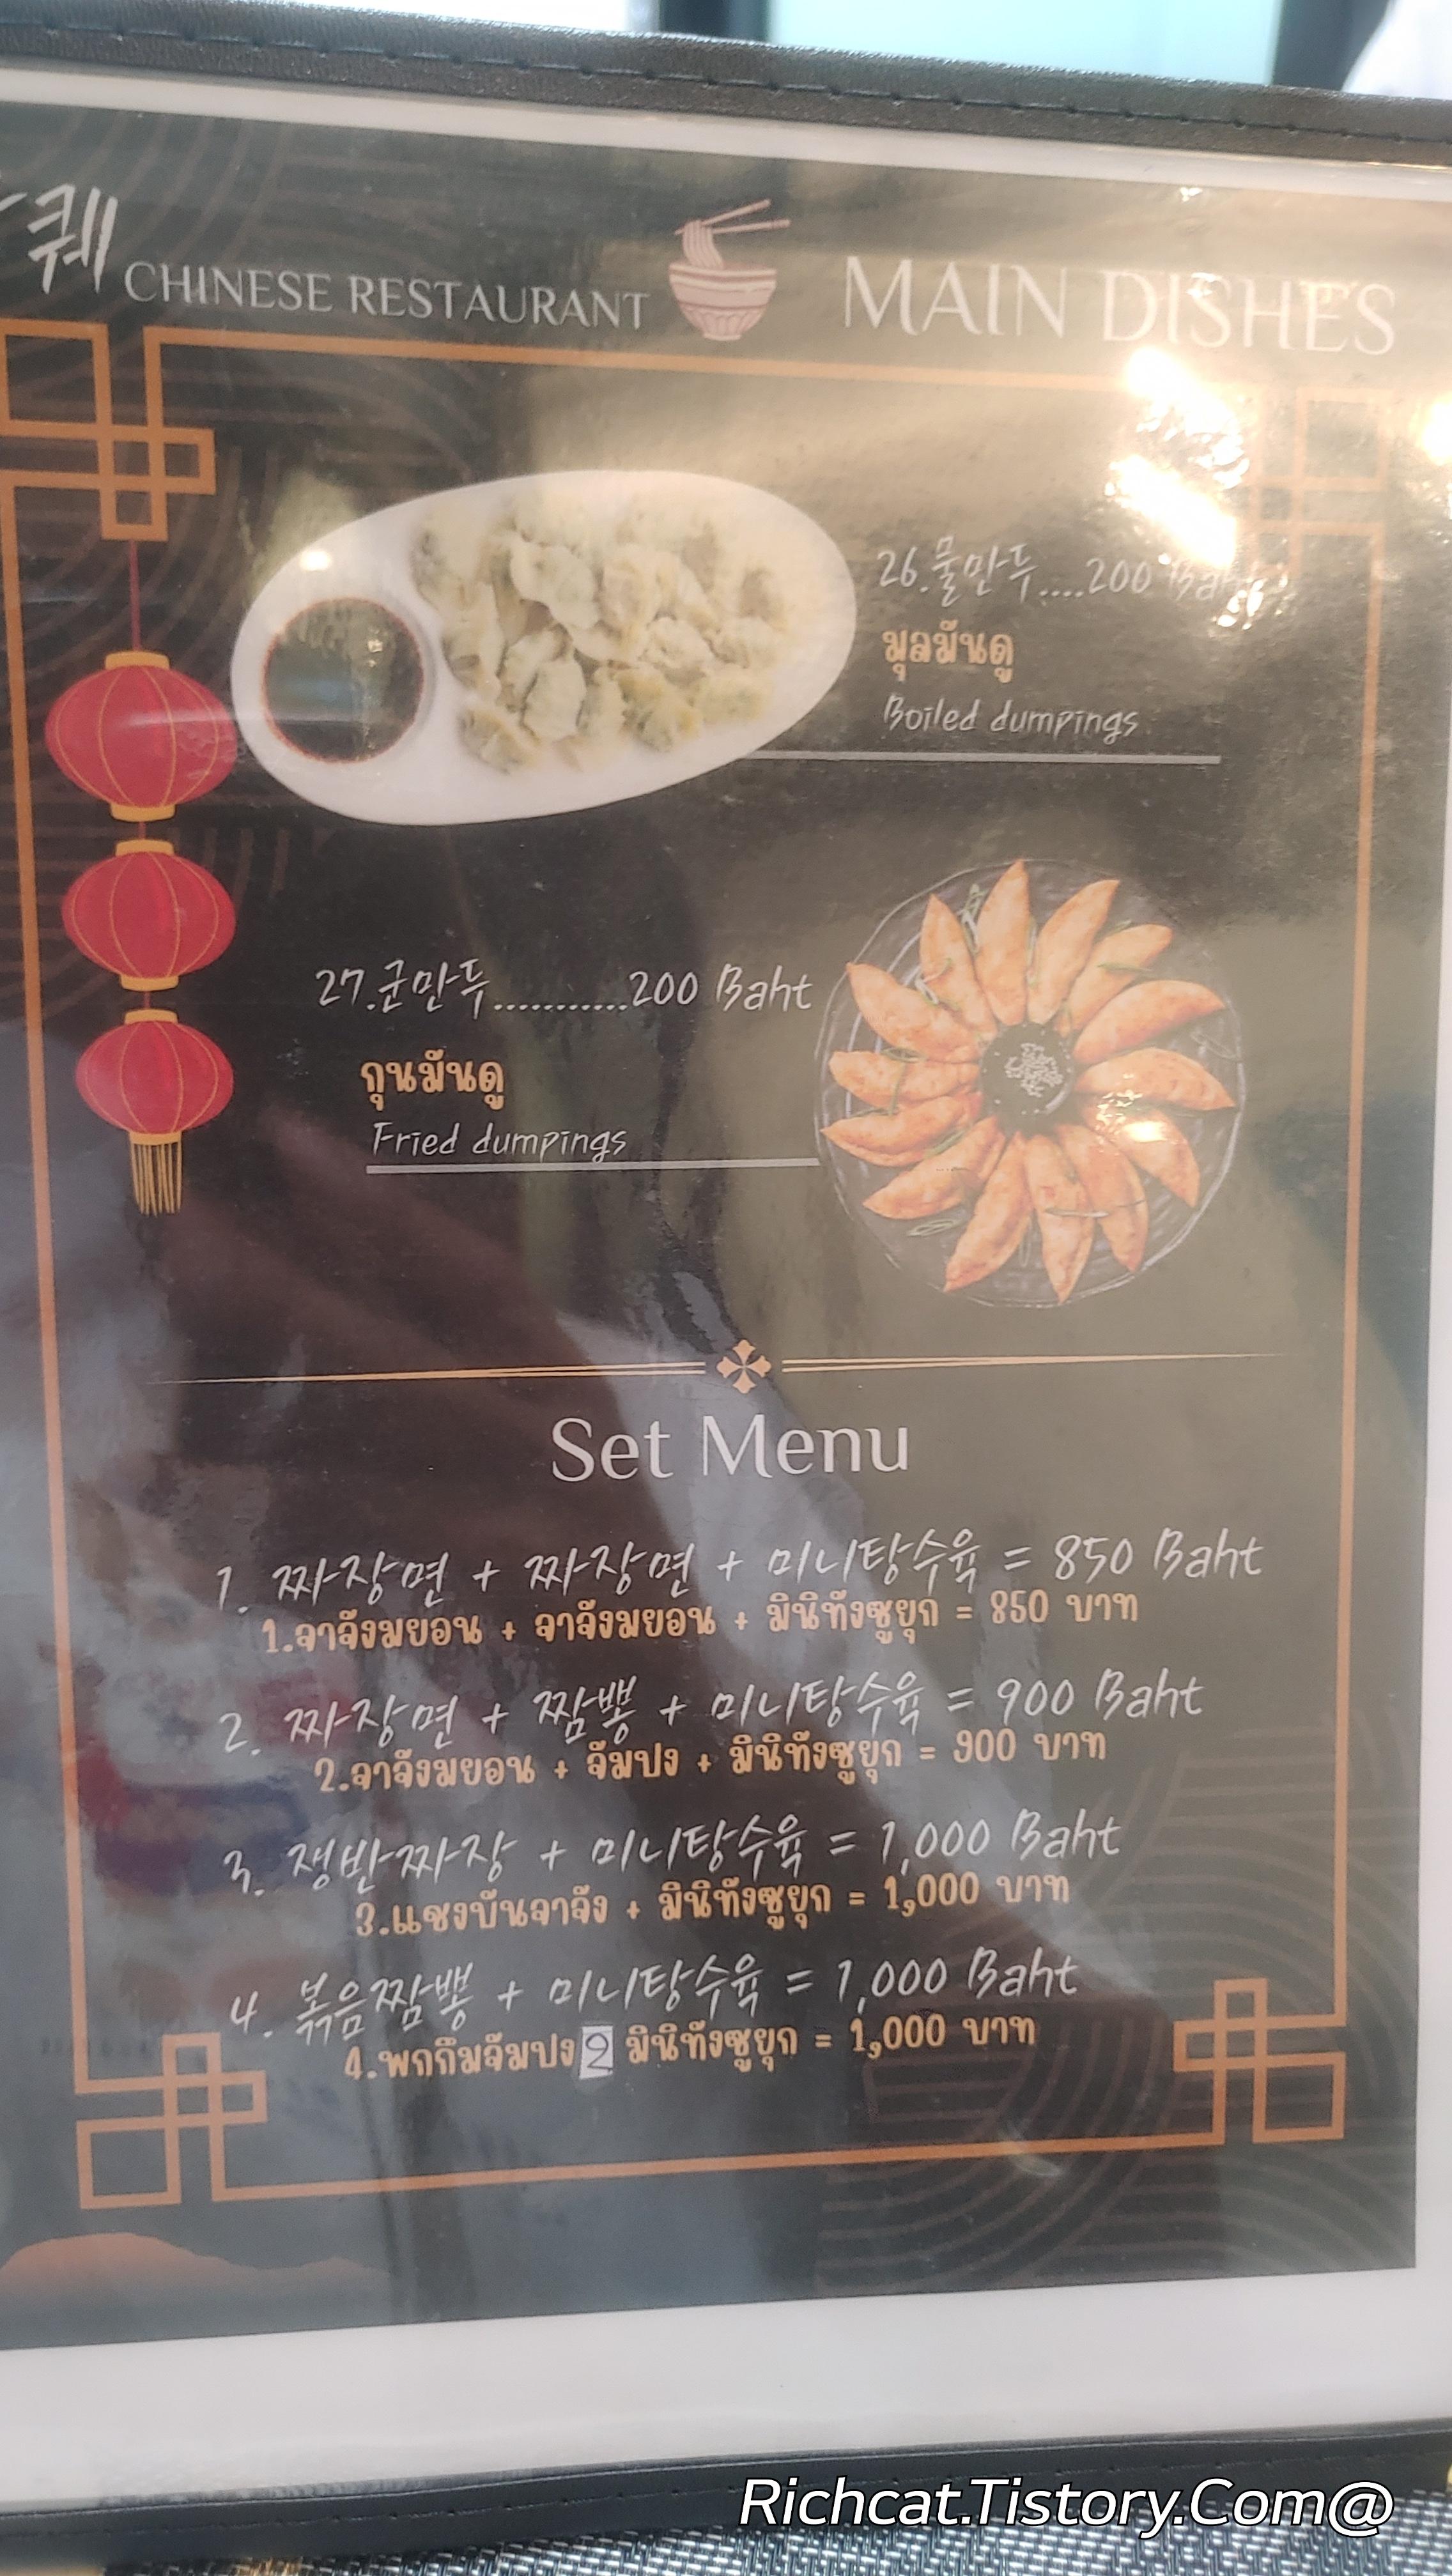 퀘 CHINESE RESTAURANT MAIN DISHES
26.물만두....200 Baht
มุลมันดู
Boiled dumpings
27.군만두...........200 Baht
กุนมันดู
Fried dumpings
Set Menu
1. 짜장면 + 짜장면 + 미니탕수육 = 850 Baht
1.จาจังมยอน + จาจังมยอน + มินิทังซูยุก = 850 บาท
2. 짜장면 + 짬뽕 + 미니탕수육 = 900 Baht
2.จาจังมยอน + จัมปง + มินิทังซูยุก = 900 บาท
3. 쟁반짜장 + 미니탕수육 = 1,000 Baht
3.แชงบันจาจัง + มินิทังซูยุก = 1,000 บาท
4. 볶음짬뽕 + 미니탕수육 = 1,000 Baht
4.พกกึมจัมปง 2 มินิทังซูยุก = 1,000 บาท
Richcat.Tistory.Com@